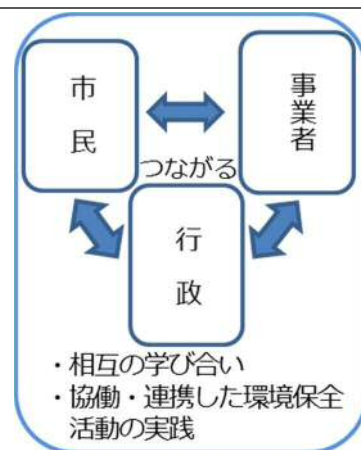 市民
事業者
つながる
行政
・相互の学び合い
・協働・連携した環境保全
活動の実践